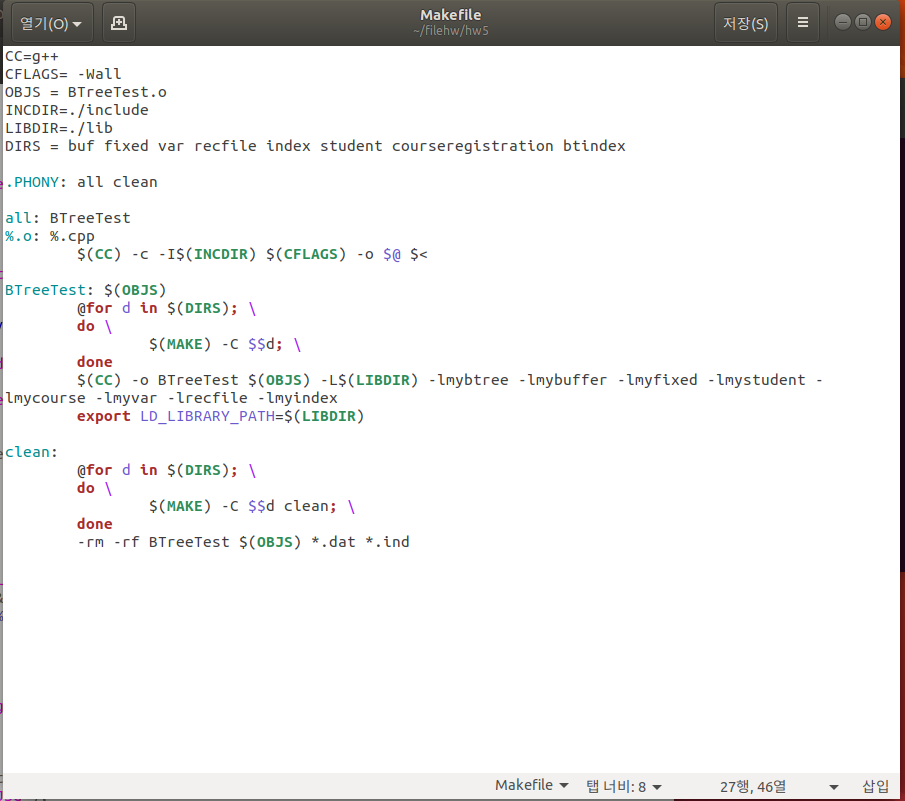 열기(O)
Makefile
~/filehw/hw5
저장(S)
CC=g++
CFLAGS= -Wall
OBJS = BTreeTest.o
INCDIR=./include
LIBDIR=./lib
DIRS = buf fixed var recfile index student courseregistration btindex
.PHONY: all clean
all: BTreeTest
%.o: %.cpp
	$(CC) -c -I$(INCDIR) $(CFLAGS) -o $@ $<
BTreeTest: $(OBJS)
	@for d in $(DIRS); \
	do \
		$(MAKE) -C $$d; \
	done
	$(CC) -o BTreeTest $(OBJS) -L$(LIBDIR) -lmybtree -lmybuffer -lmyfixed -lmystudent -
lmycourse -lmyvar -lrecfile -lmyindex
	export LD_LIBRARY_PATH=$(LIBDIR)
clean:
	@for d in $(DIRS); \
	do \
		$(MAKE) -C $$d clean; \
	done
	-rm -rf BTreeTest $(OBJS) *.dat *.ind
Makefile 탭 너비: 8 27행, 46열 삽입